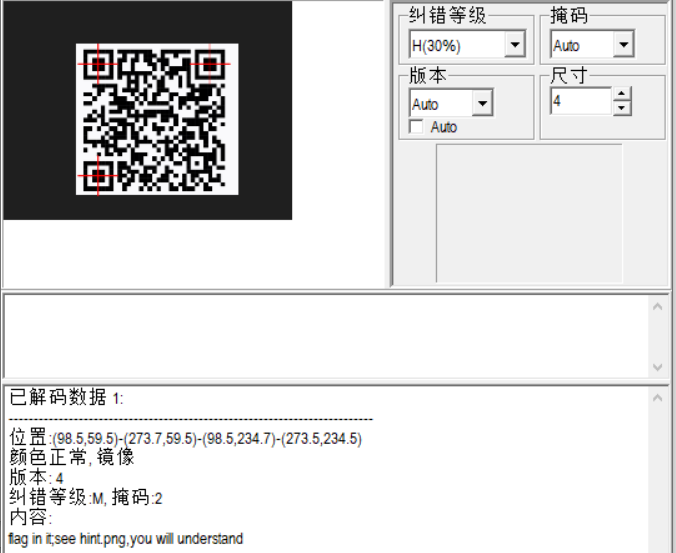 纠错等级
掩码
H(30%)
Auto
版本
尺寸
Auto
4
Auto
已解码数据 1:
--------------------------------------------------------------------------------
位置:(98.5,59.5)-(273.7,59.5)-(98.5,234.7)-(273.5,234.5)
颜色正常, 镜像
版本: 4
纠错等级:M, 掩码:2
内容:
flag in it;see hint.png,you will understand